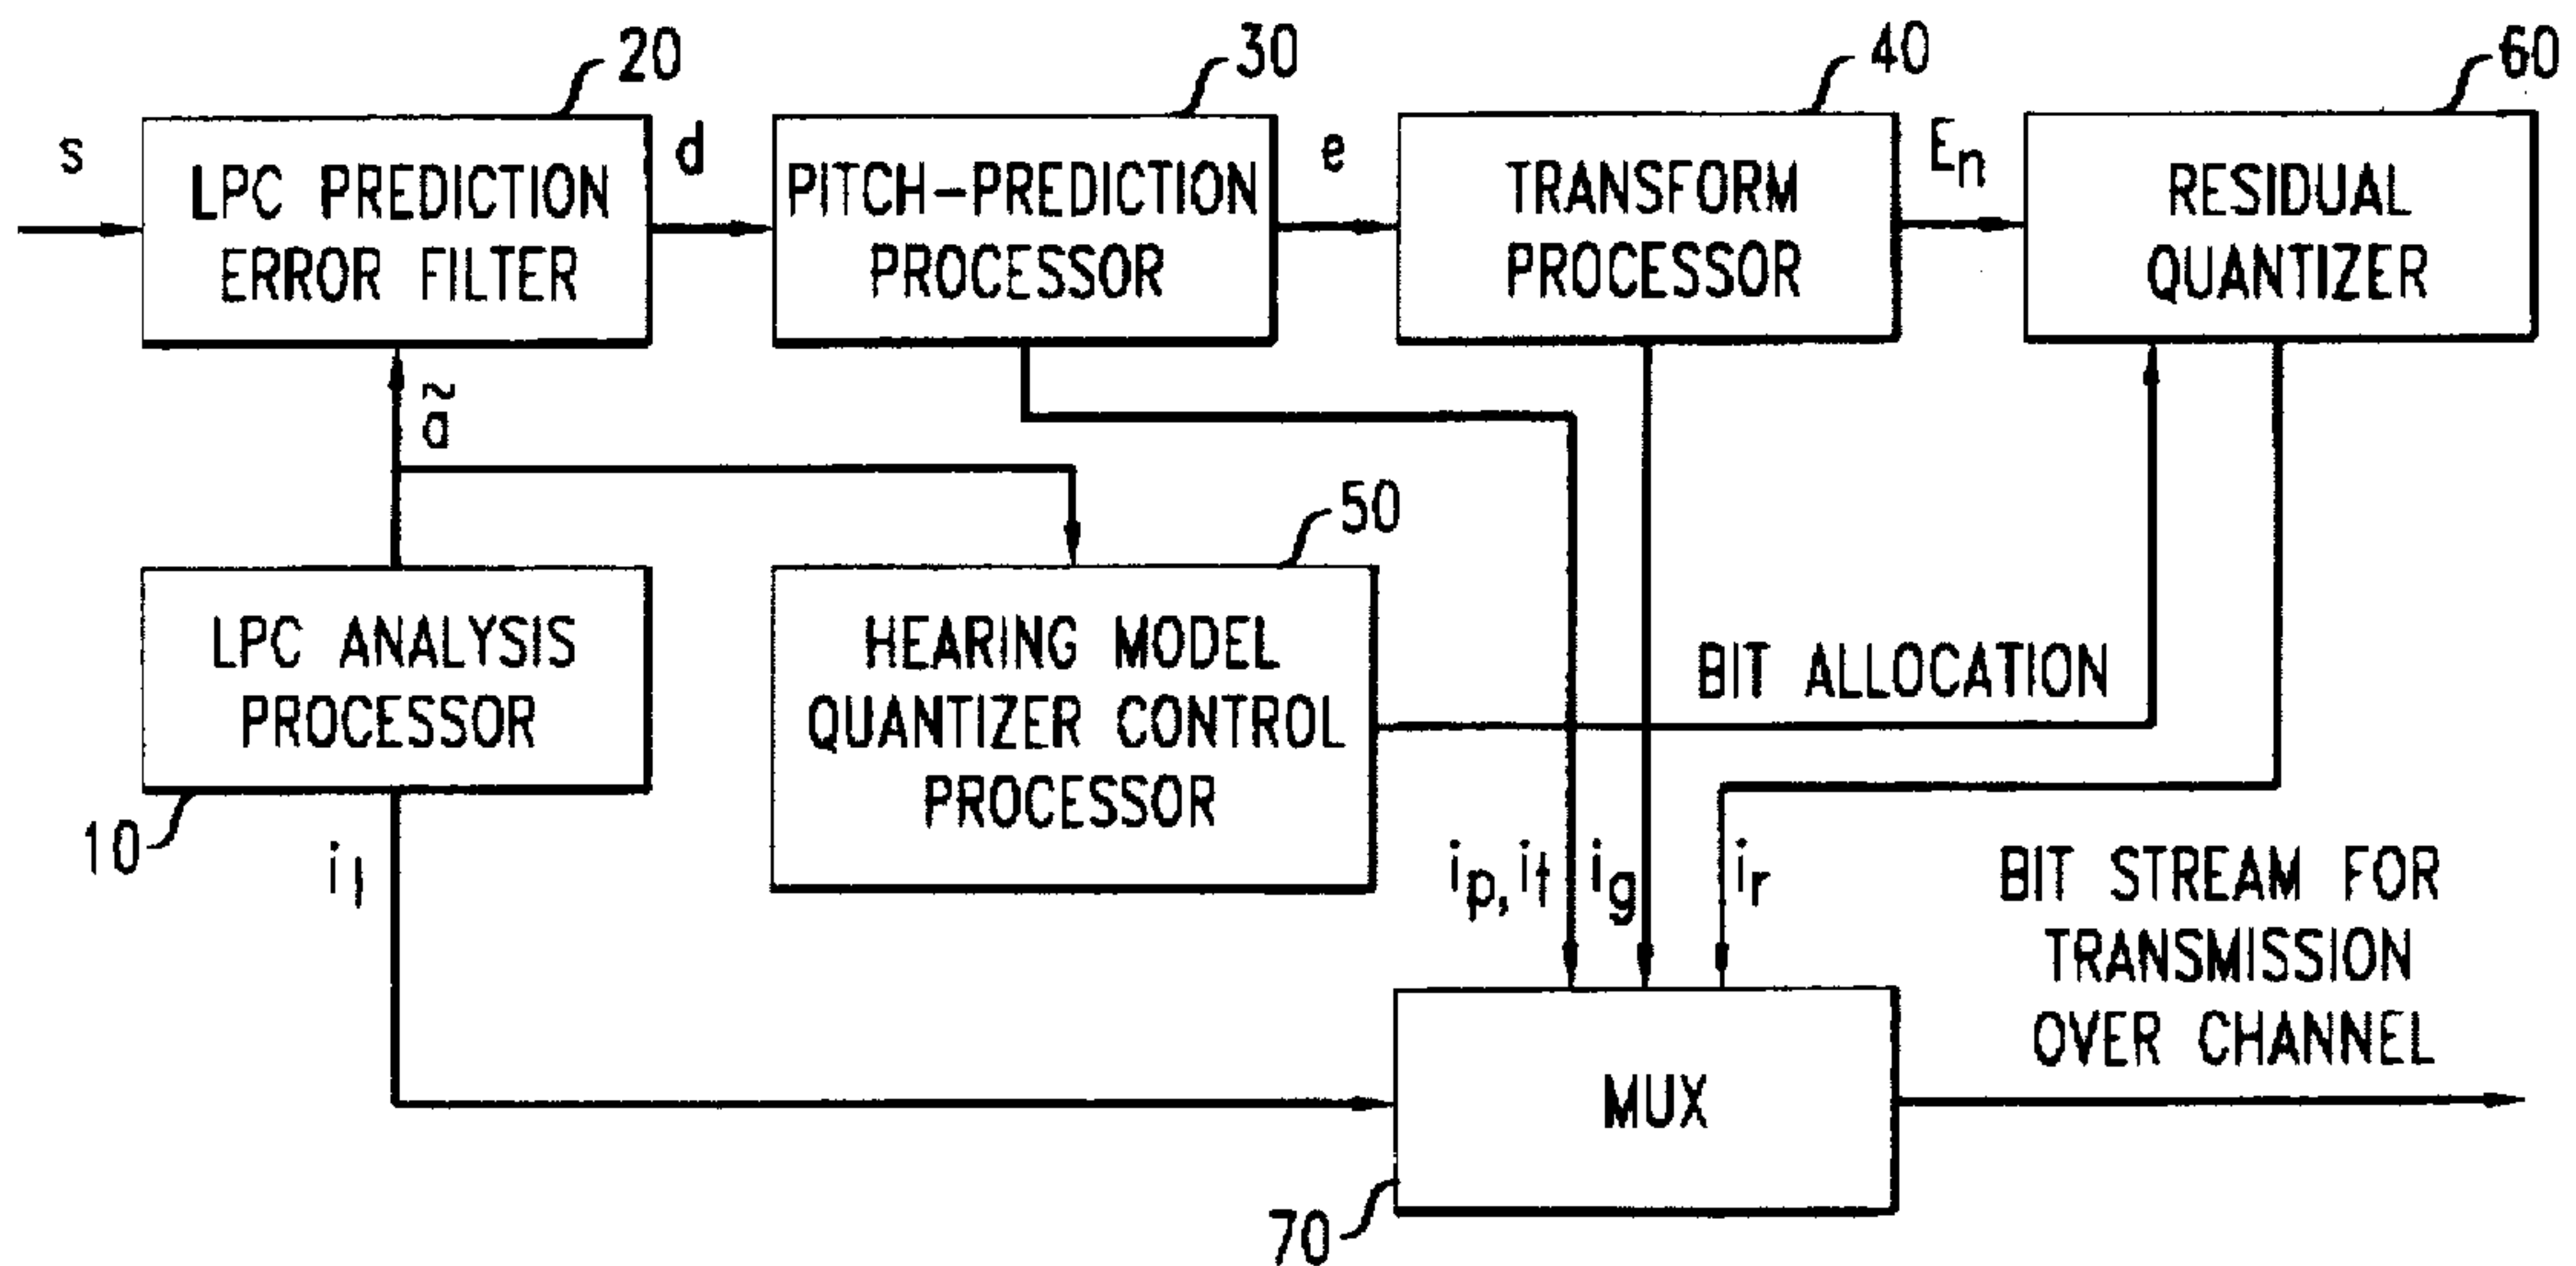 20
30
40
60
s
d
e
En
LPC PREDICTION
ERROR FILTER
PITCH-PREDICTION
PROCESSOR
TRANSFORM
PROCESSOR
RESIDUAL
QUANTIZER
ã
50
LPC ANALYSIS
PROCESSOR
HEARING MODEL
QUANTIZER CONTROL
PROCESSOR
BIT ALLOCATION
10
il
ip, it
ig
ir
BIT STREAM FOR
TRANSMISSION
OVER CHANNEL
MUX
70